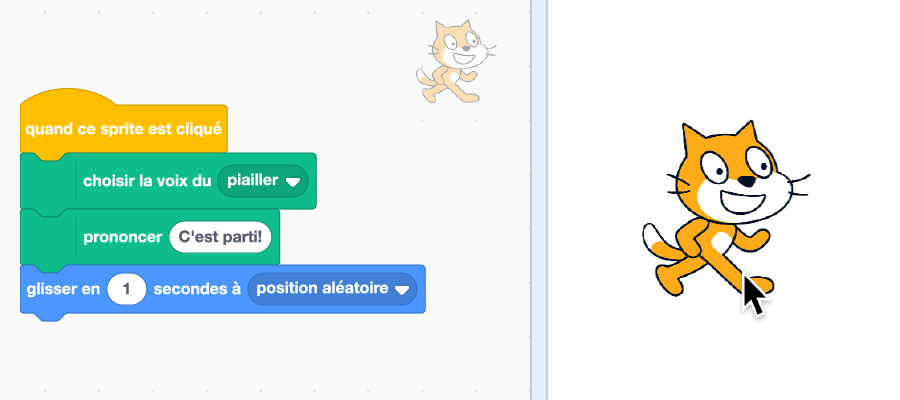 quand ce sprite est cliqué
choisir la voix du piailler
prononcer C'est parti!
glisser en 1 secondes à position aléatoire